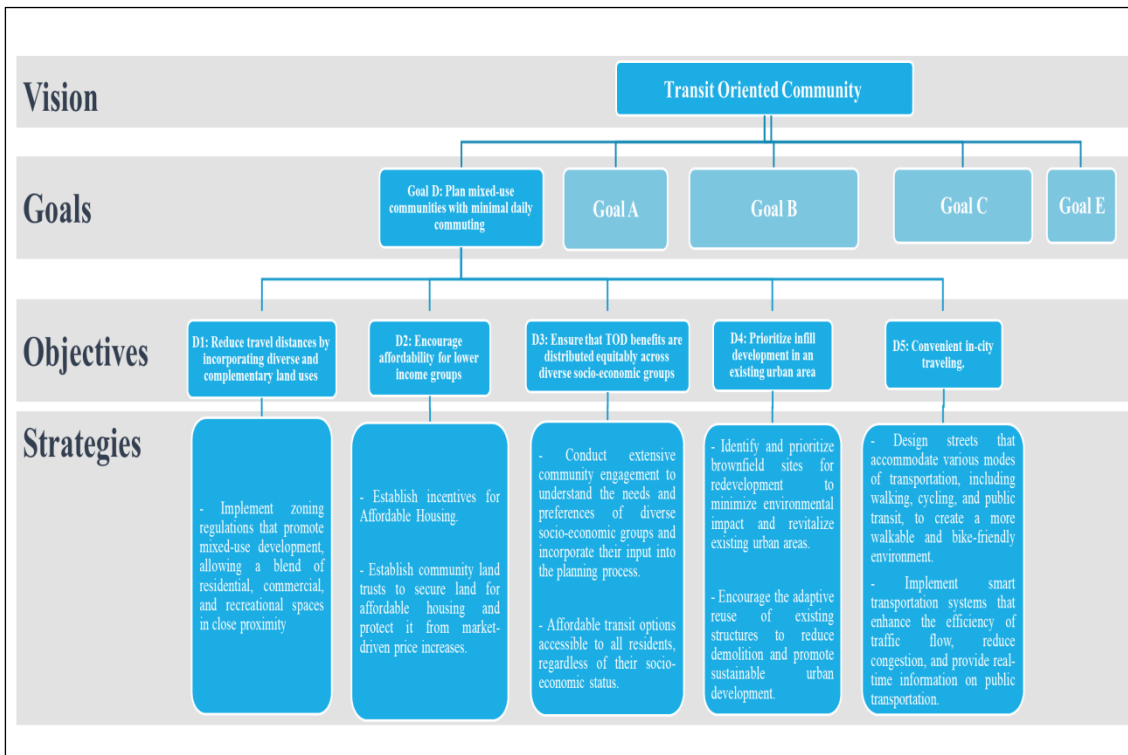 Vision
Transit Oriented Community
Goals
Goal D: Plan mixed-use
communities with minimal daily
commuting
Goal A
Goal B
Goal C
Goal E
Objectives
D1: Reduce travel distances by
incorporating diverse and
complementary land uses
D2: Encourage
affordability for lower
income groups
D3: Ensure that TOD benefits are
distributed equitably across
diverse socio-economic groups
D4: Prioritize infill
development in an
existing urban area
D5: Convenient in-city
traveling.
Strategies
- Implement zoning
regulations that promote
mixed-use development,
allowing a blend of
residential, commercial,
and recreational spaces
in close proximity
- Establish incentives for
Affordable Housing.
- Establish community land
trusts to secure land for
affordable housing and
protect it from market-
driven price increases.
- Conduct extensive
community engagement to
understand the needs and
preferences of diverse
socio-economic groups and
incorporate their input into
the planning process.
- Affordable transit options
accessible to all residents,
regardless of their socio-
economic status.
- Identify and prioritize
brownfield sites for
redevelopment to
minimize environmental
impact and revitalize
existing urban areas.
- Encourage the adaptive
reuse of existing
structures to reduce
demolition and promote
sustainable urban
development.
- Design streets that
accommodate various modes
of transportation, including
walking, cycling, and public
transit, to create a more
walkable and bike-friendly
environment.
- Implement smart
transportation systems that
enhance the efficiency of
traffic flow, reduce
congestion, and provide real-
time information on public
transportation.